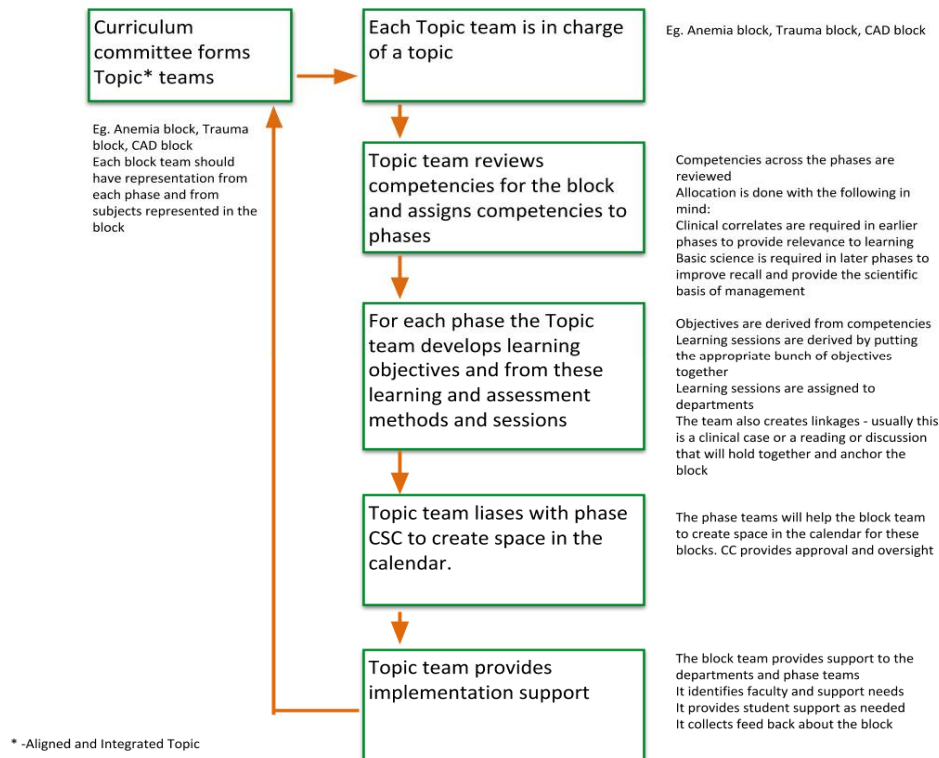 Curriculum
committee forms
Topic* teams
Each Topic team is in charge
of a topic
Eg. Anemia block, Trauma block, CAD block
Eg. Anemia block, Trauma
block, CAD block
Each block team should
have representation from
each phase and from
subjects represented in the
block
Topic team reviews
competencies for the block
and assigns competencies to
phases
Competencies across the phases are
reviewed
Allocation is done with the following in
mind:
Clinical correlates are required in earlier
phases to provide relevance to learning
Basic science is required in later phases to
improve recall and provide the scientific
basis of management
For each phase the Topic
team develops learning
objectives and from these
learning and assessment
methods and sessions
Objectives are derived from competencies
Learning sessions are derived by putting
the appropriate bunch of objectives
together
Learning sessions are assigned to
departments
The team also creates linkages - usually this
is a clinical case or a reading or discussion
that will hold together and anchor the
block
Topic team liases with phase
CSC to create space in the
calendar.
The phase teams will help the block team
to create space in the calendar for these
blocks. CC provides approval and oversight
Topic team provides
implementation support
The block team provides support to the
departments and phase teams
It identifies faculty and support needs
It provides student support as needed
It collects feed back about the block
* -Aligned and Integrated Topic